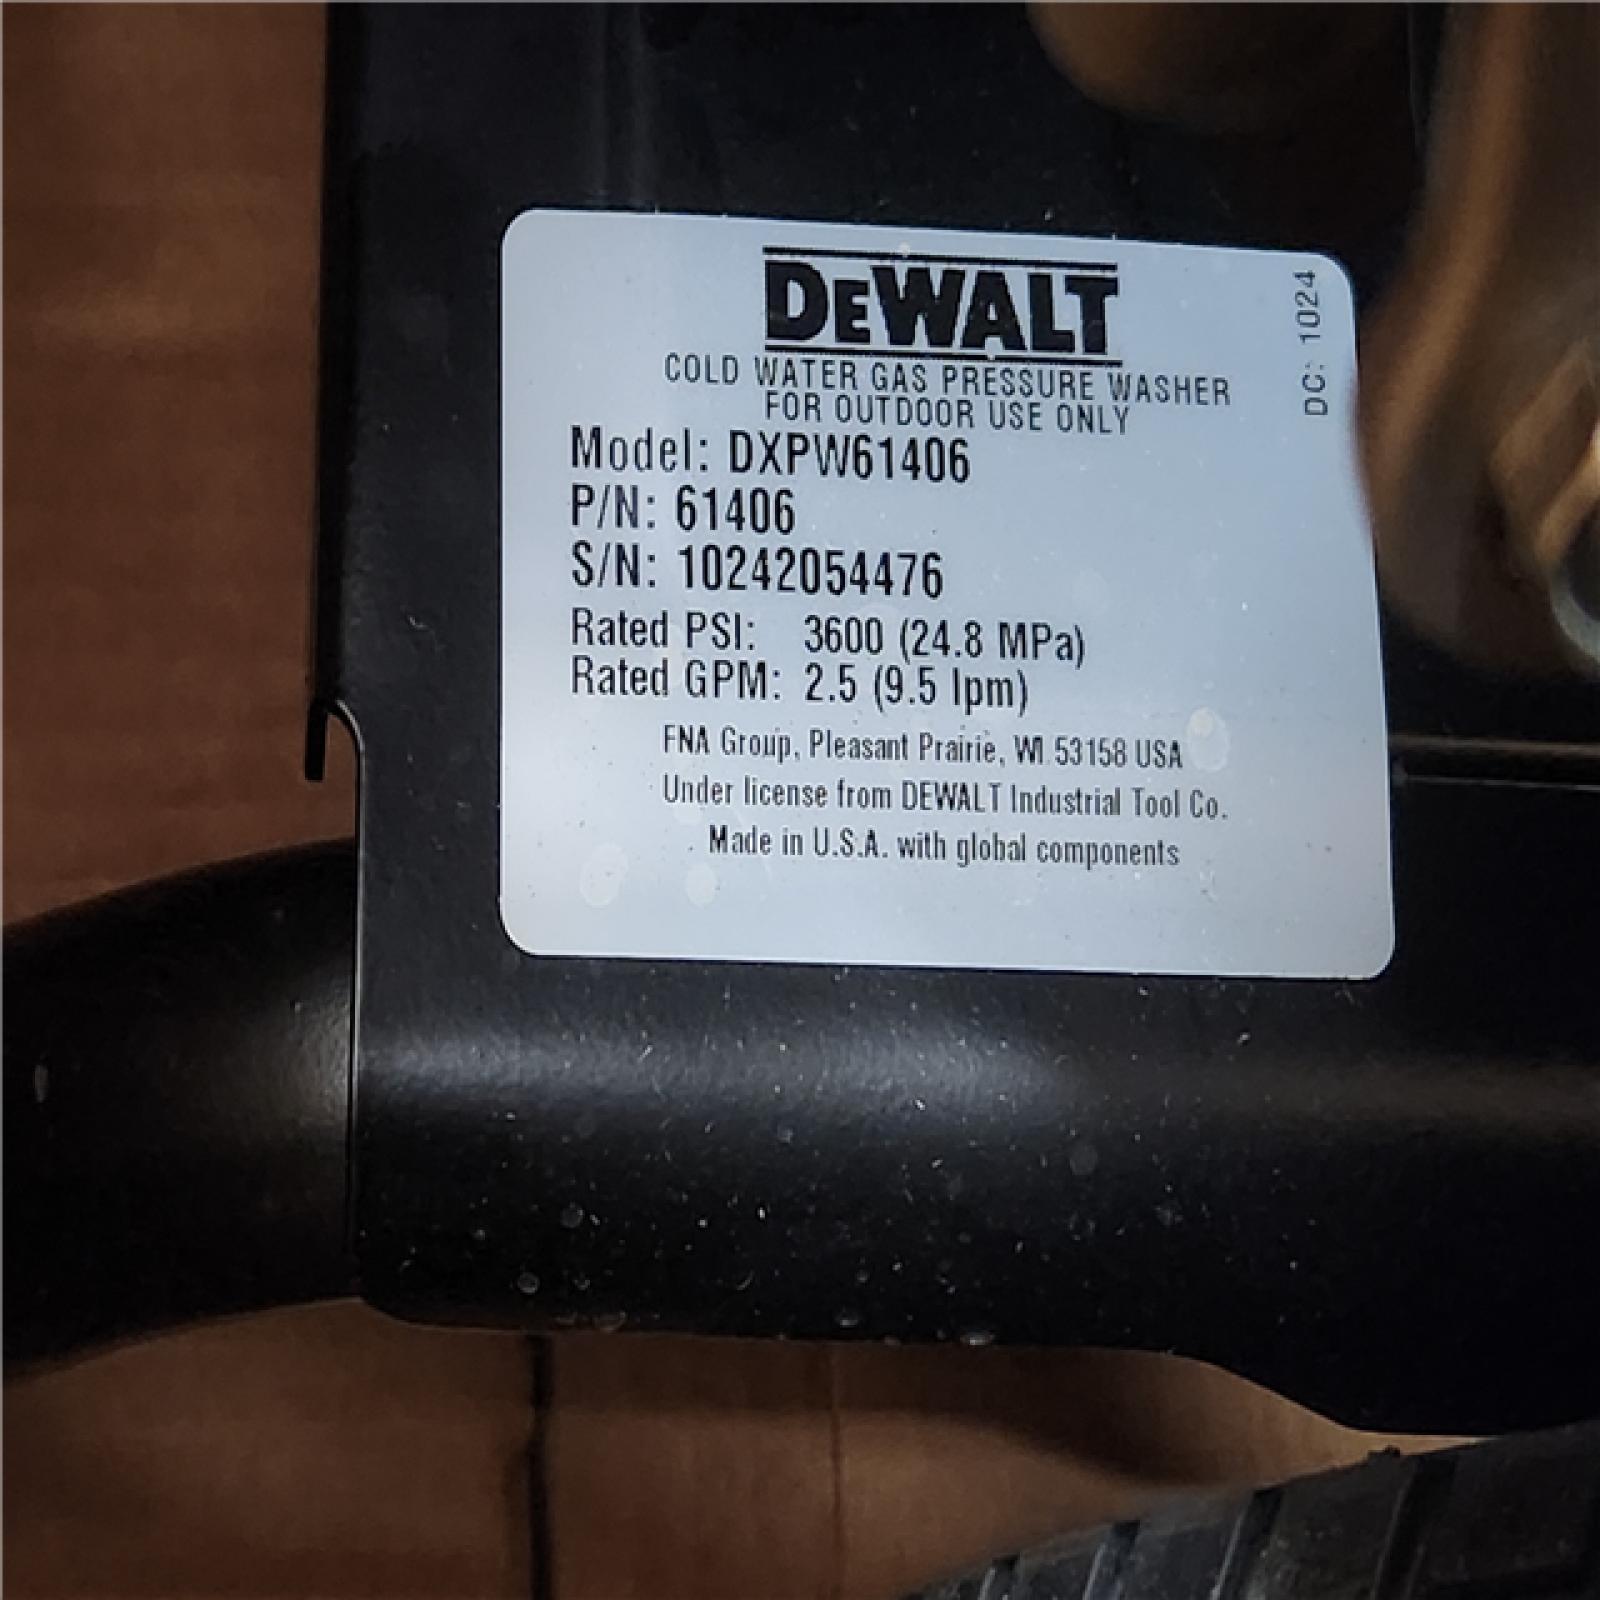 DEWALT
COLD WATER GAS PRESSURE WASHER
FOR OUTDOOR USE ONLY
Model: DXPW61406
P/N: 61406
S/N: 10242054476
Rated PSI: 3600 (24.8 MPa)
Rated GPM: 2.5 (9.5 lpm)
FNA Group, Pleasant Prairie, WI 53158 USA
Under license from DEWALT Industrial Tool Co.
Made in U.S.A. with global components
DC: 1024